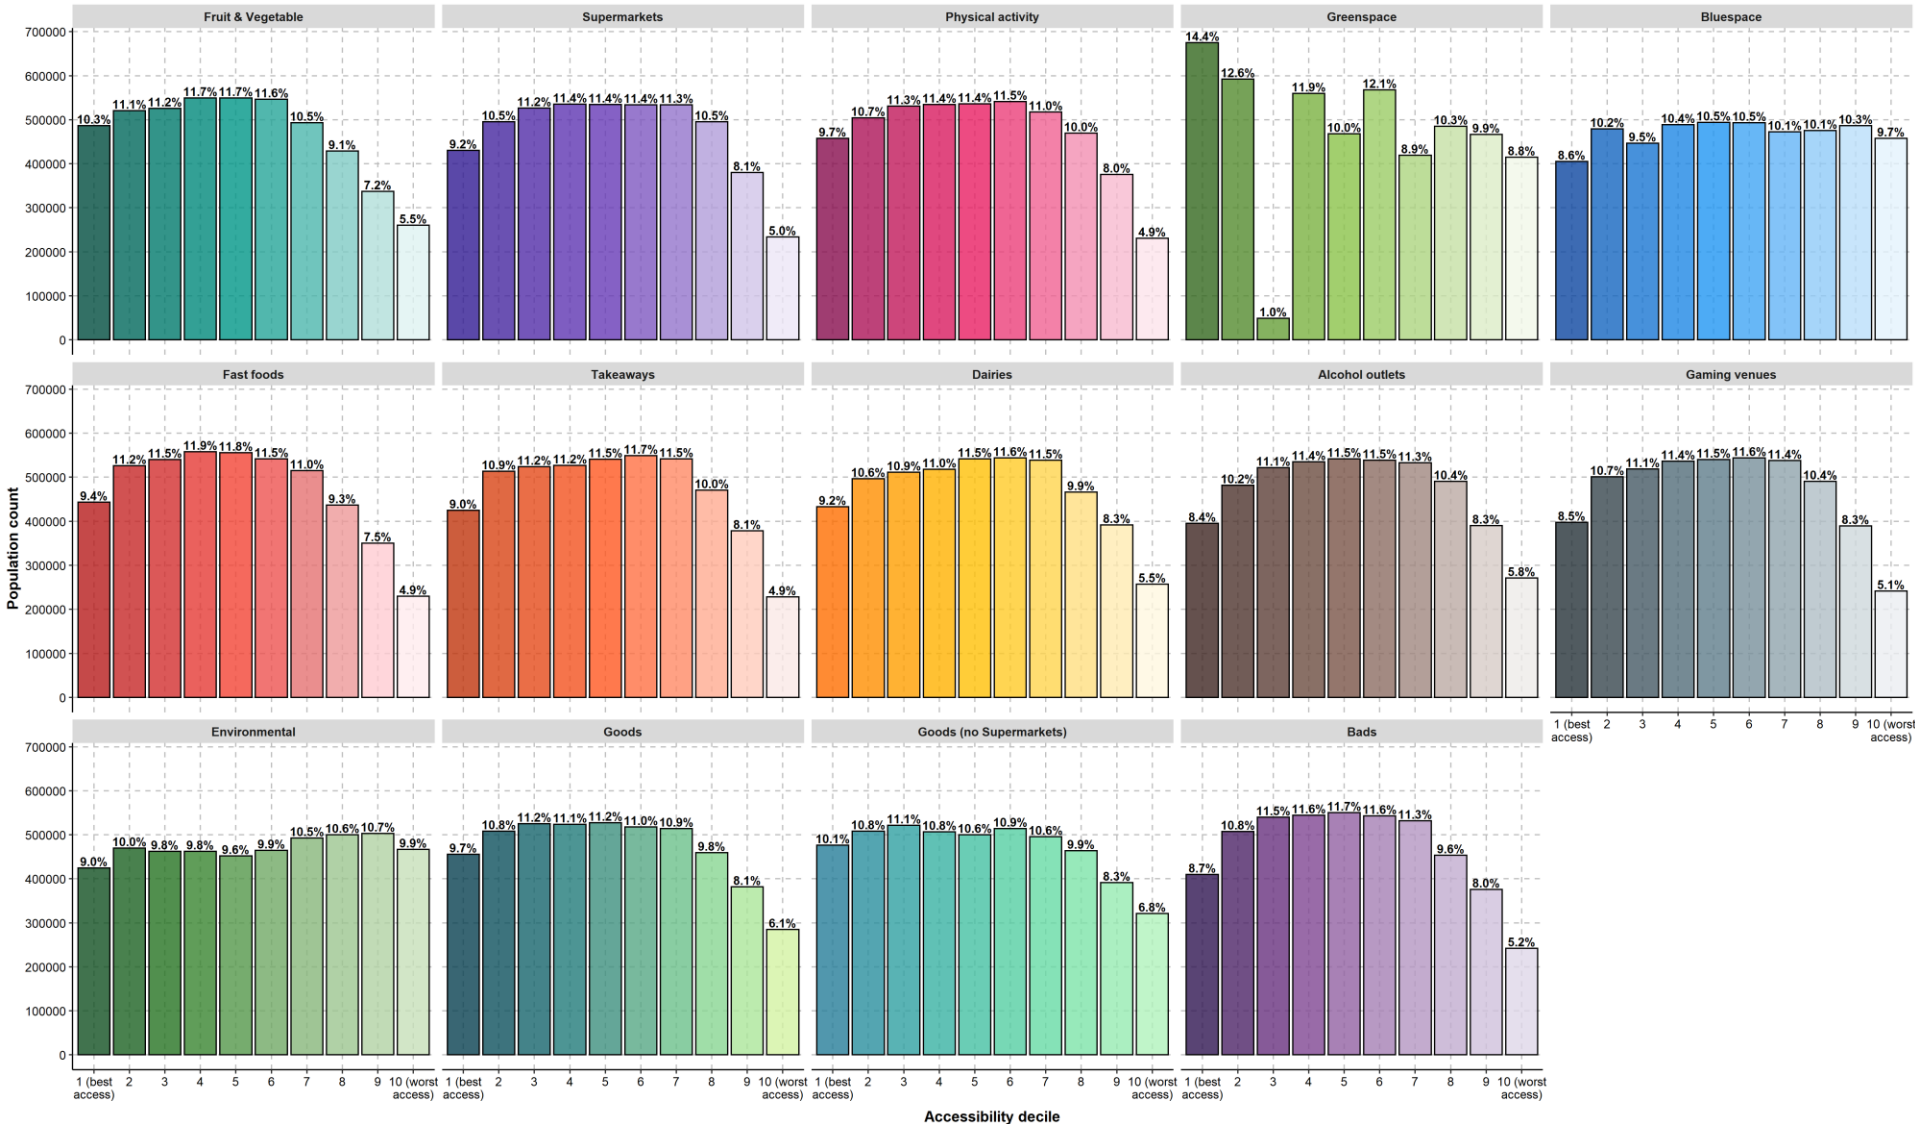 Fruit & Vegetable
Supermarkets
Physical activity
Greenspace
Bluespace
700000
600000
500000
400000
300000
200000
100000
0
10.3% 11.1% 11.2% 11.7% 11.7% 11.6% 10.5% 9.1% 7.2% 5.5%
9.2% 10.5% 11.2% 11.4% 11.4% 11.4% 11.3% 10.5% 8.1% 5.0%
9.7% 10.7% 11.3% 11.4% 11.4% 11.5% 11.0% 10.0% 8.0% 4.9%
14.4% 12.6% 1.0% 11.9% 10.0% 12.1% 8.9% 10.3% 9.9% 8.8%
8.6% 10.2% 9.5% 10.4% 10.5% 10.5% 10.1% 10.1% 10.3% 9.7%
Population count
Fast foods
Takeaways
Dairies
Alcohol outlets
Gaming venues
700000
600000
500000
400000
300000
200000
100000
0
9.4% 11.2% 11.5% 11.9% 11.8% 11.5% 11.0% 9.3% 7.5% 4.9%
9.0% 10.9% 11.2% 11.2% 11.5% 11.7% 11.5% 10.0% 8.1% 4.9%
9.2% 10.6% 10.9% 11.0% 11.5% 11.6% 11.5% 9.9% 8.3% 5.5%
8.4% 10.2% 11.1% 11.4% 11.5% 11.5% 11.3% 10.4% 8.3% 5.8%
8.5% 10.7% 11.1% 11.4% 11.5% 11.6% 11.4% 10.4% 8.3% 5.1%
1 (best 2 3 4 5 6 7 8 9 10 (worst
access) access)
Environmental
Goods
Goods (no Supermarkets)
Bads
700000
600000
500000
400000
300000
200000
100000
0
9.0% 10.0% 9.8% 9.8% 9.6% 9.9% 10.5% 10.6% 10.7% 9.9%
9.7% 10.8% 11.2% 11.1% 11.2% 11.0% 10.9% 9.8% 8.1% 6.1%
10.1% 10.8% 11.1% 10.8% 10.6% 10.9% 10.6% 9.9% 8.3% 6.8%
8.7% 10.8% 11.5% 11.6% 11.7% 11.6% 11.3% 9.6% 8.0% 5.2%
1 (best 2 3 4 5 6 7 8 9 10 (worst
access) access)
1 (best 2 3 4 5 6 7 8 9 10 (worst
access) access)
1 (best 2 3 4 5 6 7 8 9 10 (worst
access) access)
1 (best 2 3 4 5 6 7 8 9 10 (worst
access) access)
Accessibility decile